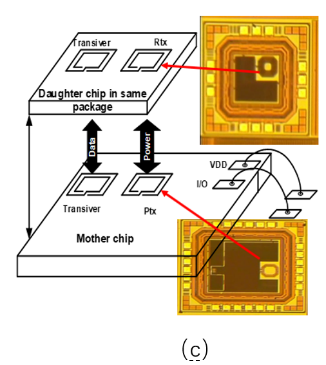 Transiver
Rtx
Daughter chip in same
package
Data
Power
VDD
I/O
Transiver
Ptx
Mother chip
(c)